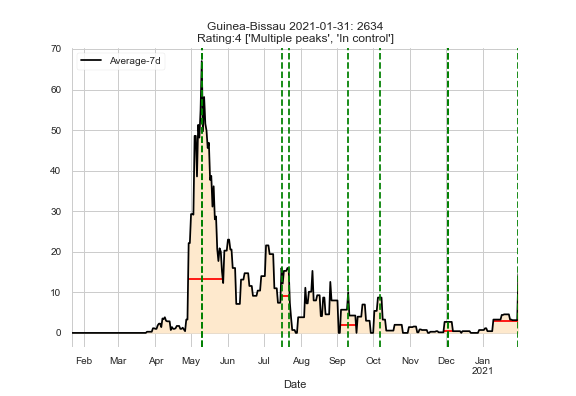 Guinea-Bissau 2021-01-31: 2634
Rating:4 ['Multiple peaks', 'In control']
Average-7d
70
60
50
40
30
20
10
0
Feb Mar Apr May Jun Jul Aug Sep Oct Nov Dec Jan
2021
Date